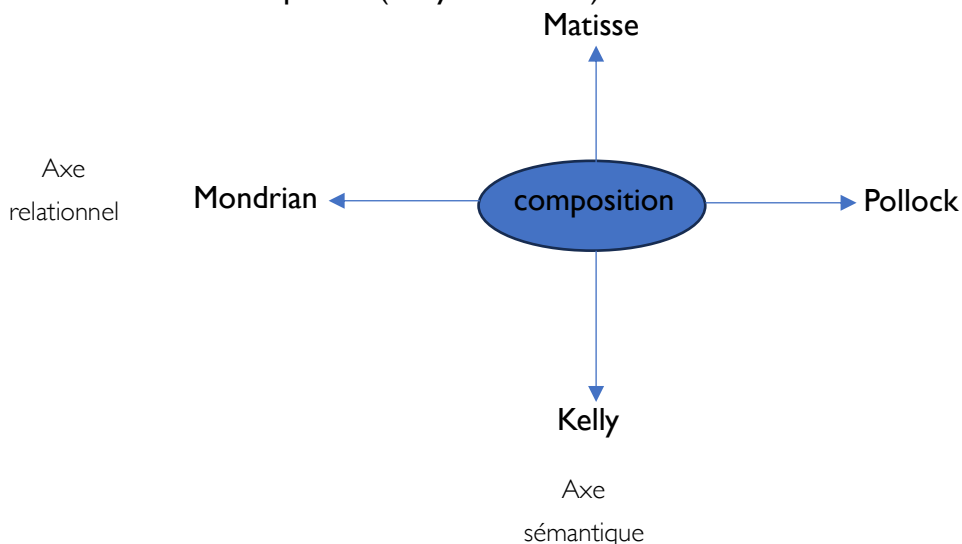 Matisse
Axe
relationnel
Mondrian
composition
Pollock
Kelly
Axe
sémantique